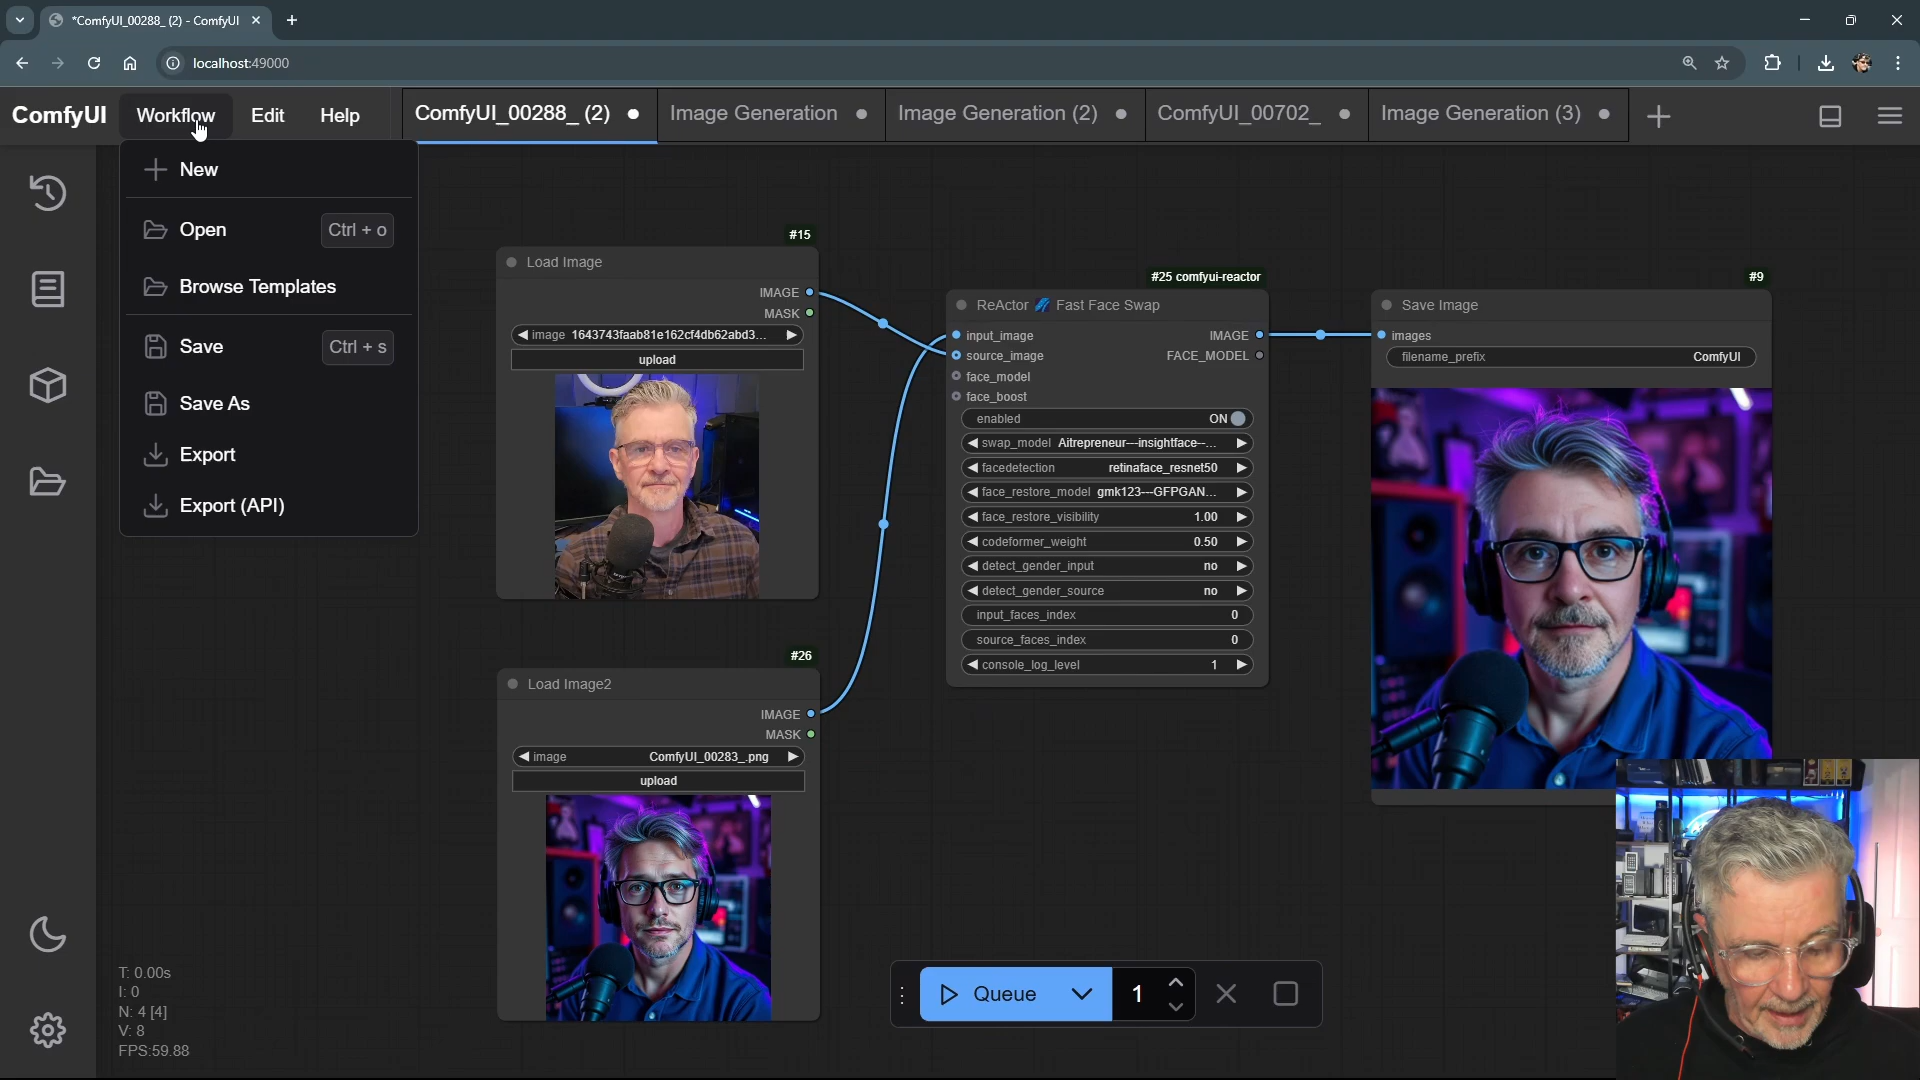 *ComfyUI_00288_ (2) - ComfyUI
localhost:49000
ComfyUI
Workflow
Edit
Help
ComfyUI_00288_ (2)
Image Generation
Image Generation (2)
ComfyUI_00702_
Image Generation (3)
New
Open Ctrl + o
Browse Templates
Save Ctrl + s
Save As
Export
Export (API)
#15
Load Image
IMAGE
MASK
image 1643743faab81e162cf4db62abd3...
upload
#26
Load Image2
IMAGE
MASK
image ComfyUI_00283_.png
upload
#25 comfyui-reactor
ReActor Fast Face Swap
input_image IMAGE
source_image FACE_MODEL
face_model
face_boost
enabled ON
swap_model Aitrepreneur---insightface--...
facedetection retinaface_resnet50
face_restore_model gmk123---GFPGAN...
face_restore_visibility 1.00
codeformer_weight 0.50
detect_gender_input no
detect_gender_source no
input_faces_index 0
source_faces_index 0
console_log_level 1
#9
Save Image
images
filename_prefix ComfyUI
Queue
1
T: 0.00s
I: 0
N: 4 [4]
V: 8
FPS:59.88